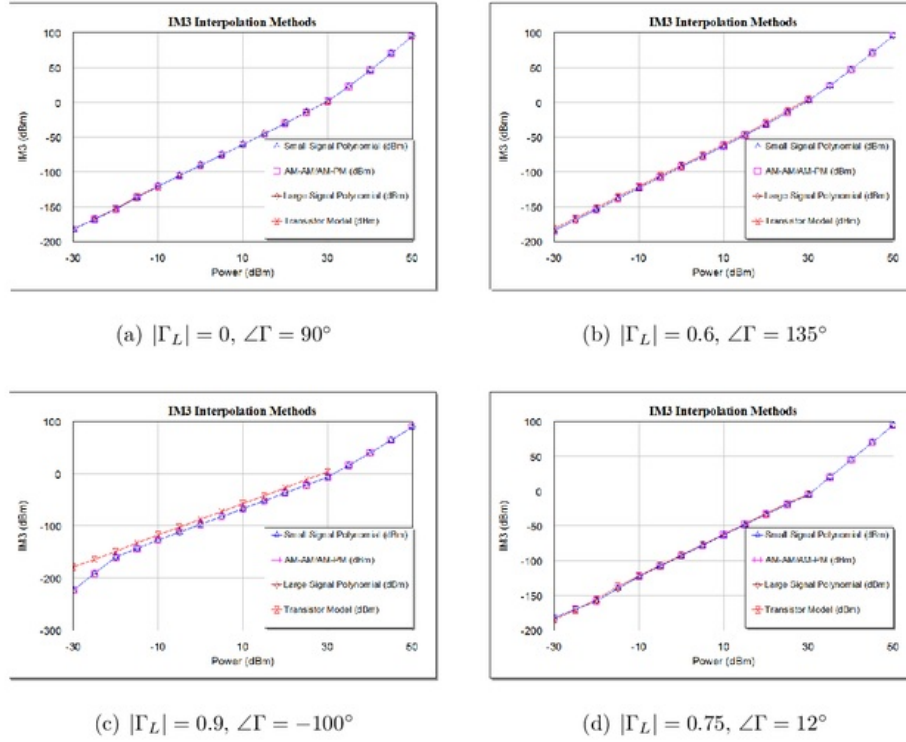 IM3 Interpolation Methods
IM3 (dBm)
100
50
0
-50
-100
-150
-200
-30
-10
10
30
50
Power (dBm)
Small Signal Polynomial (dBm)
AM-AM/AM-PM (dBm)
Large Signal Polynomial (dBm)
Transistor Model (dBm)
(a) |Γ_L| = 0, ∠Γ = 90°
IM3 Interpolation Methods
IM3 (dBm)
100
50
0
-50
-100
-150
-200
-30
-10
10
30
50
Power (dBm)
Small Signal Polynomial (dBm)
AM-AM/AM-PM (dBm)
Large Signal Polynomial (dBm)
Transistor Model (dBm)
(b) |Γ_L| = 0.6, ∠Γ = 135°
IM3 Interpolation Methods
IM3 (dBm)
100
0
-100
-200
-300
-30
-10
10
30
50
Power (dBm)
Small Signal Polynomial (dBm)
AM-AM/AM-PM (dBm)
Large Signal Polynomial (dBm)
Transistor Model (dBm)
(c) |Γ_L| = 0.9, ∠Γ = −100°
IM3 Interpolation Methods
IM3 (dBm)
100
50
0
-50
-100
-150
-200
-30
-10
10
30
50
Power (dBm)
Small Signal Polynomial (dBm)
AM-AM/AM-PM (dBm)
Large Signal Polynomial (dBm)
Transistor Model (dBm)
(d) |Γ_L| = 0.75, ∠Γ = 12°